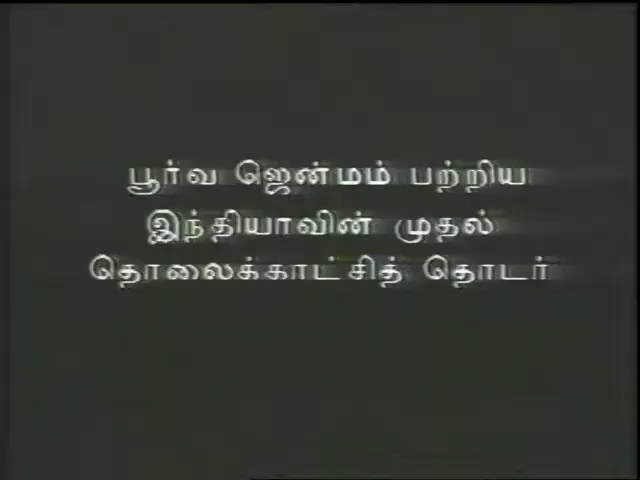 பூர்வ ஜென்மம் பற்றிய
இந்தியாவின் முதல்
தொலைக்காட்சித் தொடர்